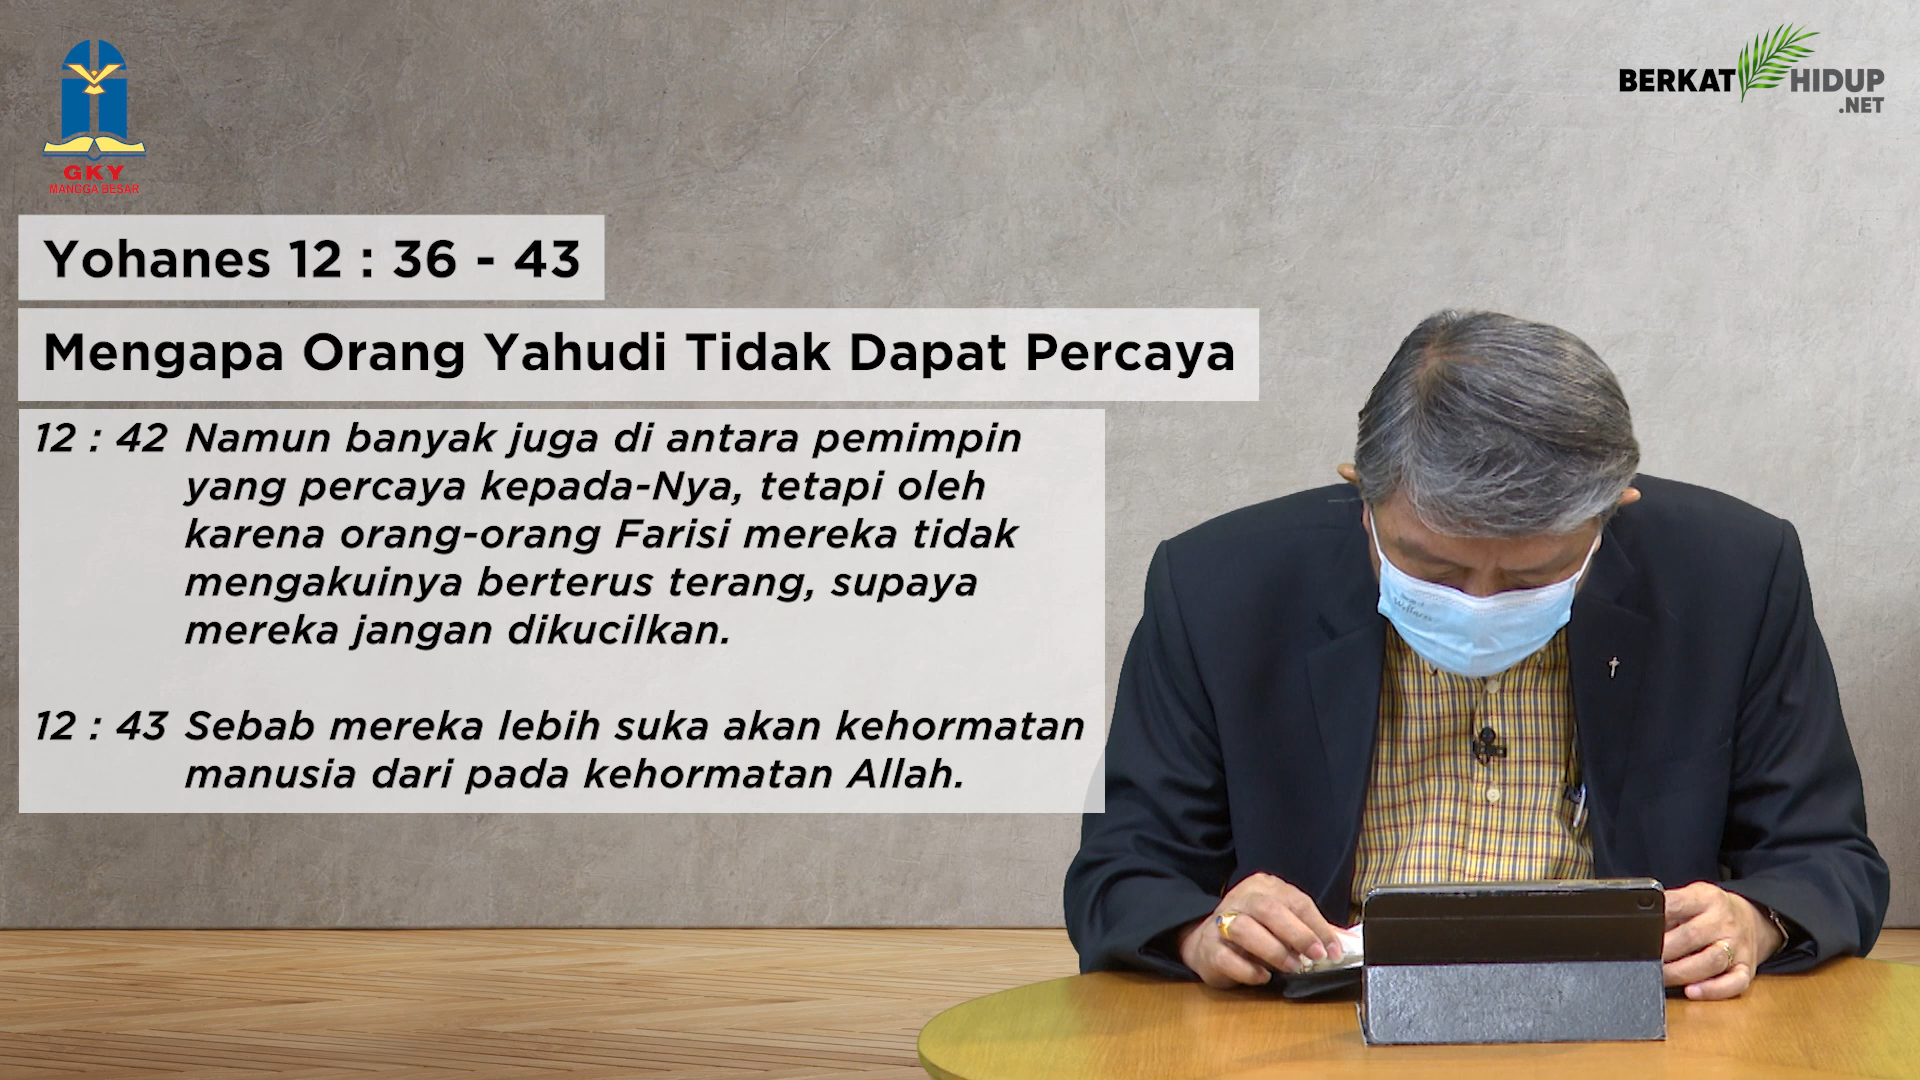 GKY
MANGGA BESAR
BERKAT HIDUP
.NET
Yohanes 12 : 36 - 43
Mengapa Orang Yahudi Tidak Dapat Percaya
12 : 42 Namun banyak juga di antara pemimpin
yang percaya kepada-Nya, tetapi oleh
karena orang-orang Farisi mereka tidak
mengakuinya berterus terang, supaya
mereka jangan dikucilkan.
12 : 43 Sebab mereka lebih suka akan kehormatan
manusia dari pada kehormatan Allah.